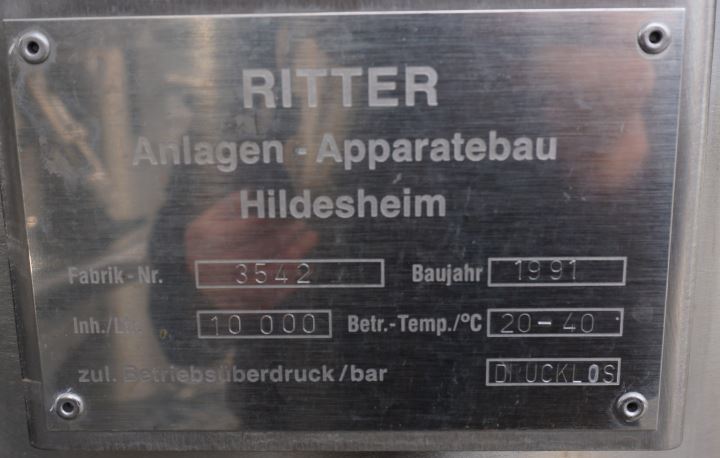 RITTER
Anlagen - Apparatebau
Hildesheim
Fabrik-Nr. 3542 Baujahr 1991
Inh./Ltr. 10 000 Betr.-Temp./°C 20-40
zul. Betriebsüberdruck/bar DRUCKLOS